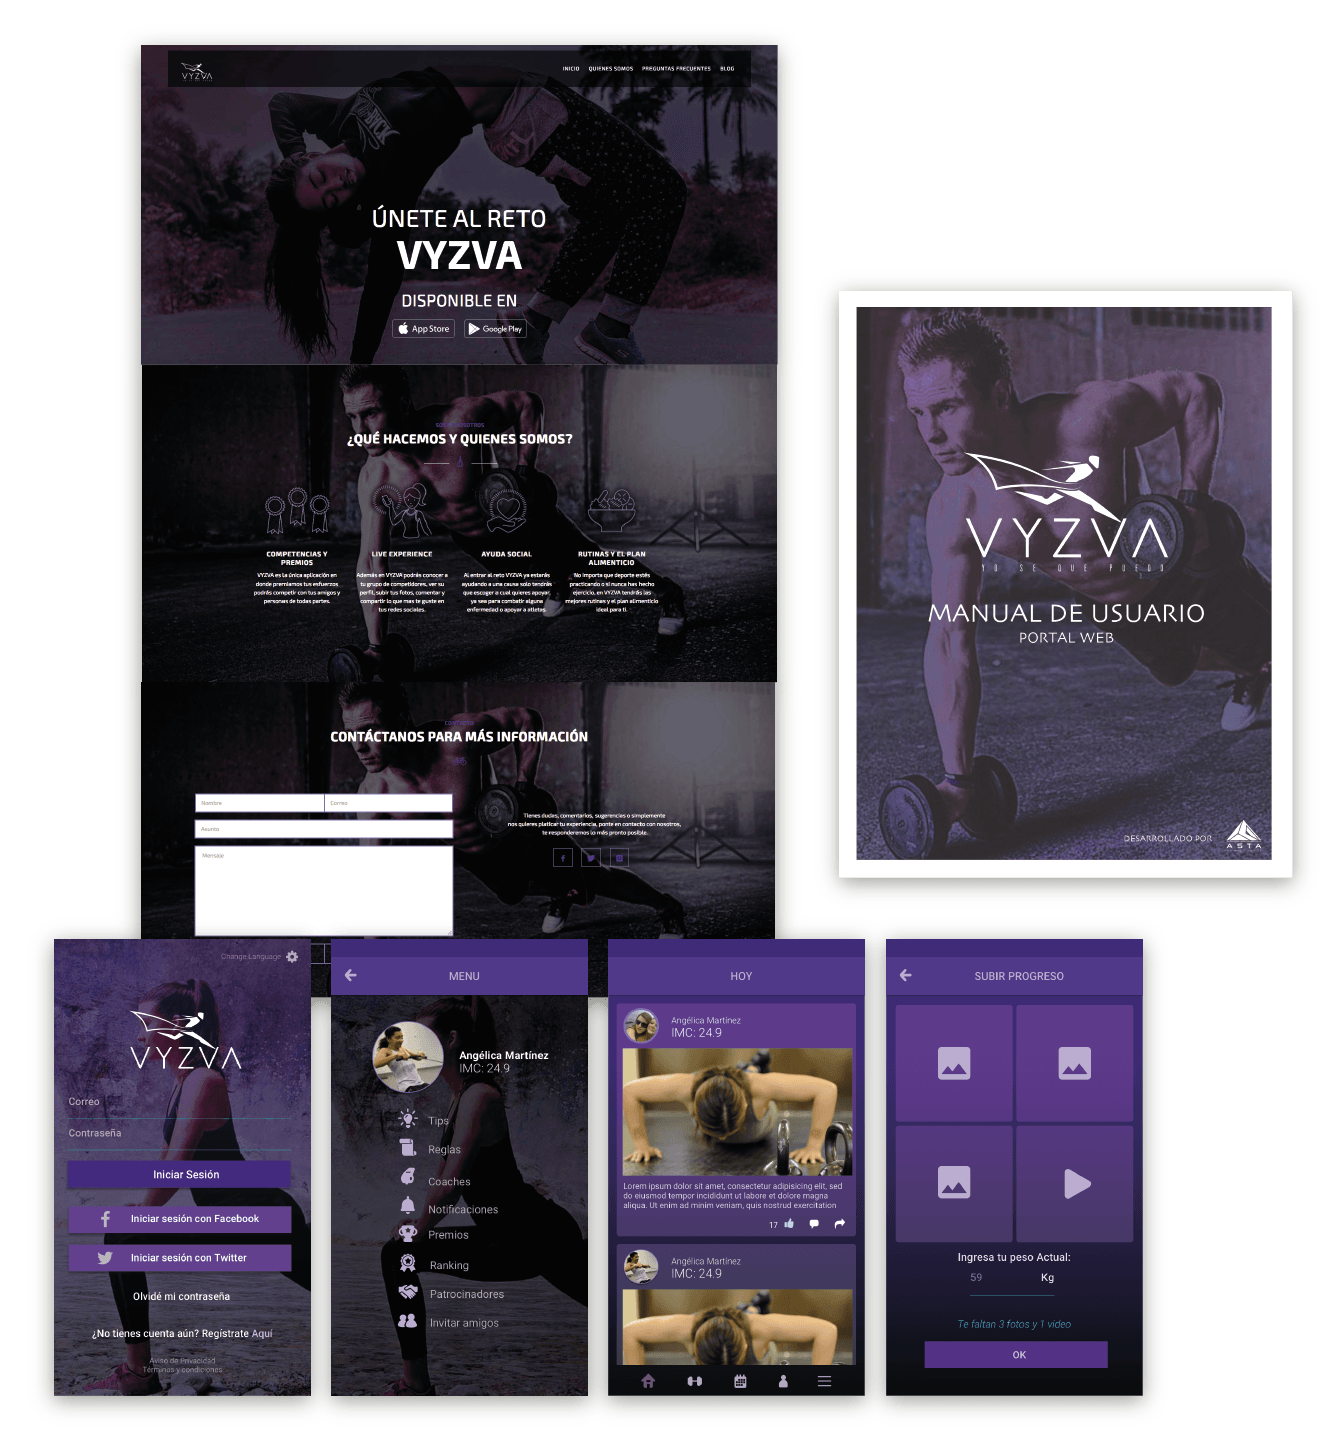 VYZVA
INICIO QUIENES SOMOS PREGUNTAS FRECUENTES BLOG
ÚNETE AL RETO
VYZVA
DISPONIBLE EN
App Store Google Play
¿QUÉ HACEMOS Y QUIENES SOMOS?
COMPETENCIAS Y
PREMIOS
VYZVA es la única aplicación en
donde premiamos tus esfuerzos
podrás competir con tus amigos y
personas de todas partes.
LIVE EXPERIENCE
Además en VYZVA podrás conocer a
tu grupo de competidores, ver su
perfil, subir tus fotos, comentar y
compartir lo que mas te guste en
tus redes sociales.
AYUDA SOCIAL
Al entrar al reto VYZVA ya estarás
ayudando a una causa solo tendrás
que escoger a cual quieres apoyar,
ya sea para combatir alguna
enfermedad o apoyar a atletas.
RUTINAS Y EL PLAN
ALIMENTICIO
No importa que deporte estés
practicando o si nunca has hecho
ejercicio, en VYZVA tendrás las
mejores rutinas y el plan alimenticio
ideal para ti.
CONTACTO
CONTÁCTANOS PARA MÁS INFORMACIÓN
Nombre
Correo
Asunto
Mensaje
Tienes dudas, comentarios, sugerencias o simplemente
nos quieres platicar tu experiencia, ponte en contacto con nosotros,
te responderemos lo más pronto posible.
VYZVA
YO SE QUE PUEDO
MANUAL DE USUARIO
PORTAL WEB
DESARROLLADO POR
ASTA
Change Language
VYZVA
Correo
Contraseña
Iniciar Sesión
Iniciar sesión con Facebook
Iniciar sesión con Twitter
Olvidé mi contraseña
¿No tienes cuenta aún? Regístrate Aquí
Aviso de Privacidad
Términos y condiciones
MENU
Angélica Martínez
IMC: 24.9
Tips
Reglas
Coaches
Notificaciones
Premios
Ranking
Patrocinadores
Invitar amigos
HOY
Angélica Martínez
IMC: 24.9
Lorem ipsum dolor sit amet, consectetur adipisicing elit, sed
do eiusmod tempor incididunt ut labore et dolore magna
aliqua. Ut enim ad minim veniam, quis nostrud exercitation
17
Angélica Martínez
IMC: 24.9
SUBIR PROGRESO
Ingresa tu peso Actual:
59 Kg
Te faltan 3 fotos y 1 video
OK